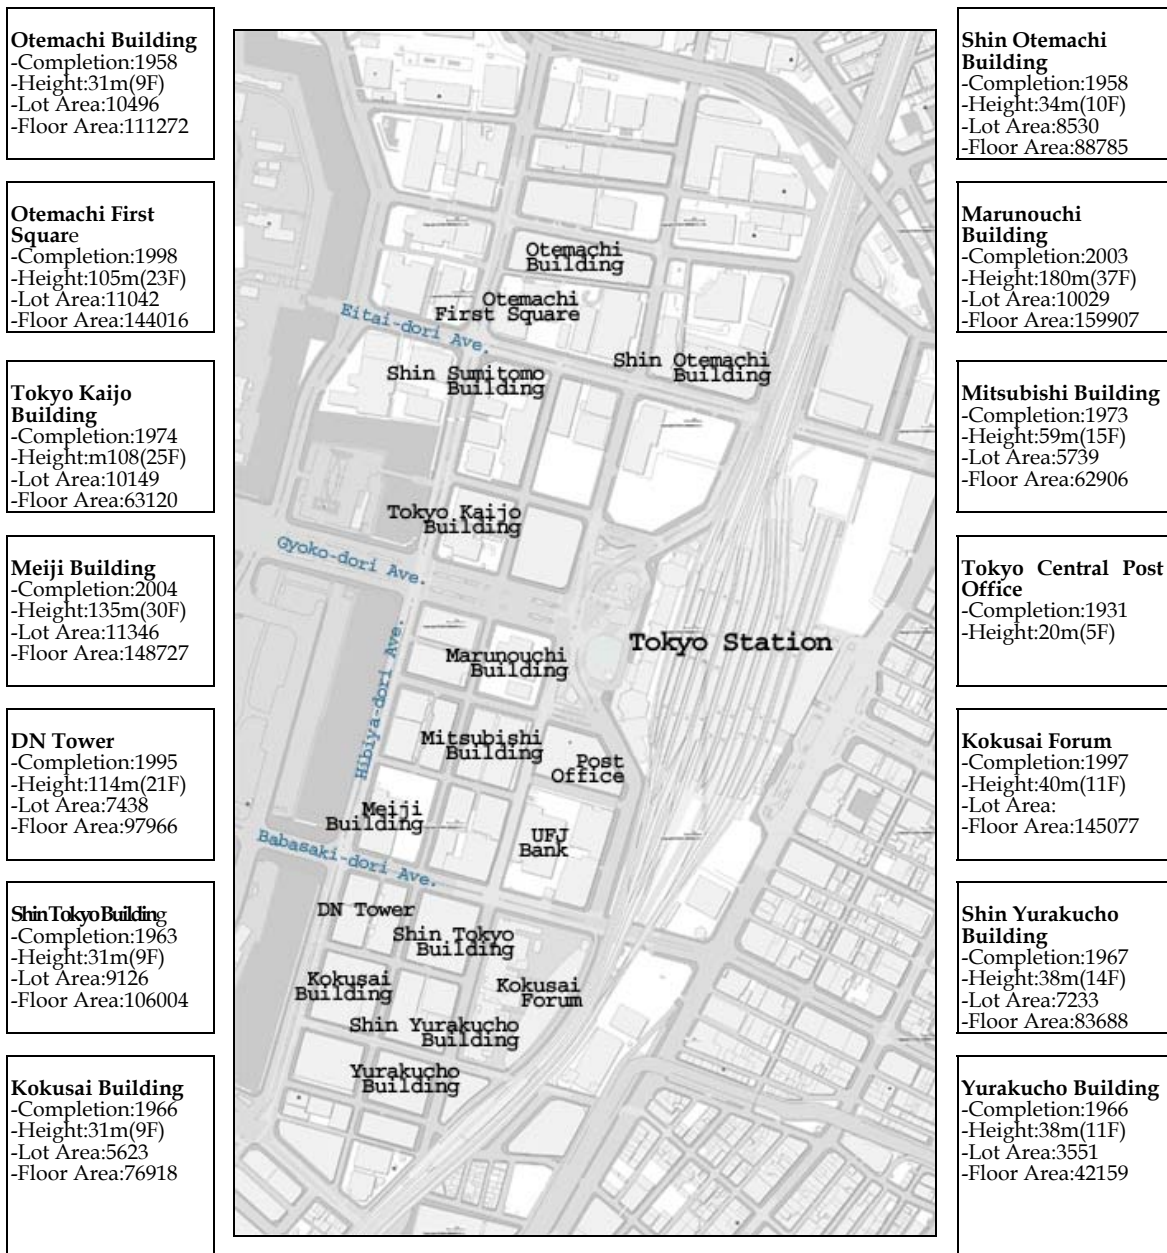 Otemachi Building
-Completion:1958
-Height:31m(9F)
-Lot Area:10496
-Floor Area:111272
Otemachi First
Square
-Completion:1998
-Height:105m(23F)
-Lot Area:11042
-Floor Area:144016
Tokyo Kaijo
Building
-Completion:1974
-Height:m108(25F)
-Lot Area:10149
-Floor Area:63120
Meiji Building
-Completion:2004
-Height:135m(30F)
-Lot Area:11346
-Floor Area:148727
DN Tower
-Completion:1995
-Height:114m(21F)
-Lot Area:7438
-Floor Area:97966
Shin Tokyo Building
-Completion:1963
-Height:31m(9F)
-Lot Area:9126
-Floor Area:106004
Kokusai Building
-Completion:1966
-Height:31m(9F)
-Lot Area:5623
-Floor Area:76918
Otemachi
Building
Otemachi
First Square
Eitai-dori Ave.
Shin Otemachi
Building
Shin Sumitomo
Building
Tokyo Kaijo
Building
Gyoko-dori Ave.
Hibiya-dori Ave.
Tokyo Station
Marunouchi
Building
Mitsubishi
Building
Post
Office
Meiji
Building
UFJ
Bank
Babasaki-dori Ave.
DN Tower
Shin Tokyo
Building
Kokusai
Building
Kokusai
Forum
Shin Yurakucho
Building
Yurakucho
Building
Shin Otemachi
Building
-Completion:1958
-Height:34m(10F)
-Lot Area:8530
-Floor Area:88785
Marunouchi
Building
-Completion:2003
-Height:180m(37F)
-Lot Area:10029
-Floor Area:159907
Mitsubishi Building
-Completion:1973
-Height:59m(15F)
-Lot Area:5739
-Floor Area:62906
Tokyo Central Post
Office
-Completion:1931
-Height:20m(5F)
Kokusai Forum
-Completion:1997
-Height:40m(11F)
-Lot Area:
-Floor Area:145077
Shin Yurakucho
Building
-Completion:1967
-Height:38m(14F)
-Lot Area:7233
-Floor Area:83688
Yurakucho Building
-Completion:1966
-Height:38m(11F)
-Lot Area:3551
-Floor Area:42159